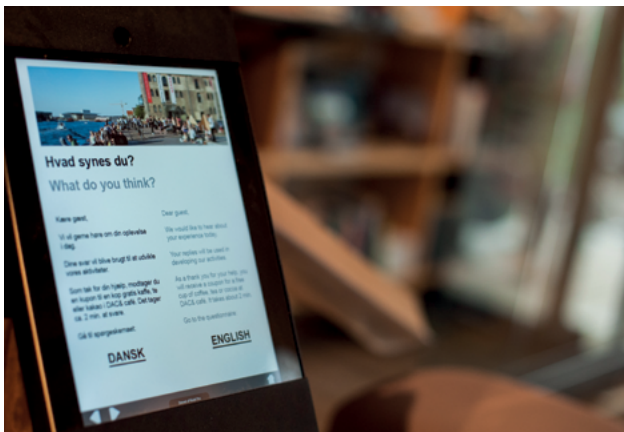 Hvad synes du?
What do you think?
Kære gæst,
Vi vil gerne høre om din oplevelse
i dag.
Dine svar vil blive brugt til at udvikle
vores aktiviteter.
Som tak for din hjælp, modtager du
en kupon til en kop gratis kaffe, te
eller kakao i DAC& café. Det tager
ca. 2 min. at svare.
Gå til spørgeskemaet:
DANSK
Dear guest,
We would like to hear about
your experience today.
Your replies will be used in
developing our activities.
As a thank you for your help, you
will receive a coupon for a free
cup of coffee, tea or cocoa at
DAC& café. It takes about 2 min.
Go to the questionnaire
ENGLISH